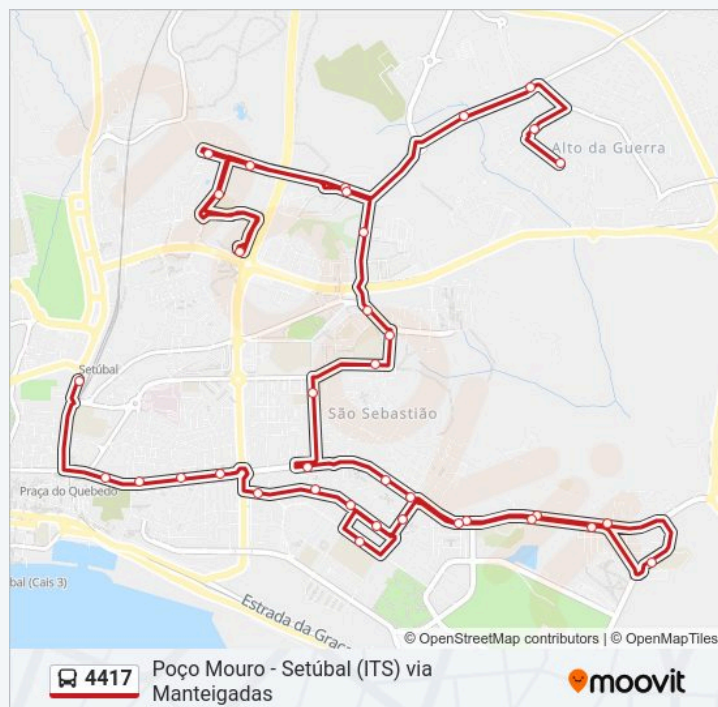 Alto da Guerra
Setúbal
São Sebastião
Praça do Quebedo
bal (Cais 3)
Estrada da Graça
© OpenStreetMap contributors | © OpenMapTiles
4417
Poço Mouro - Setúbal (ITS) via
Manteigadas
moovit